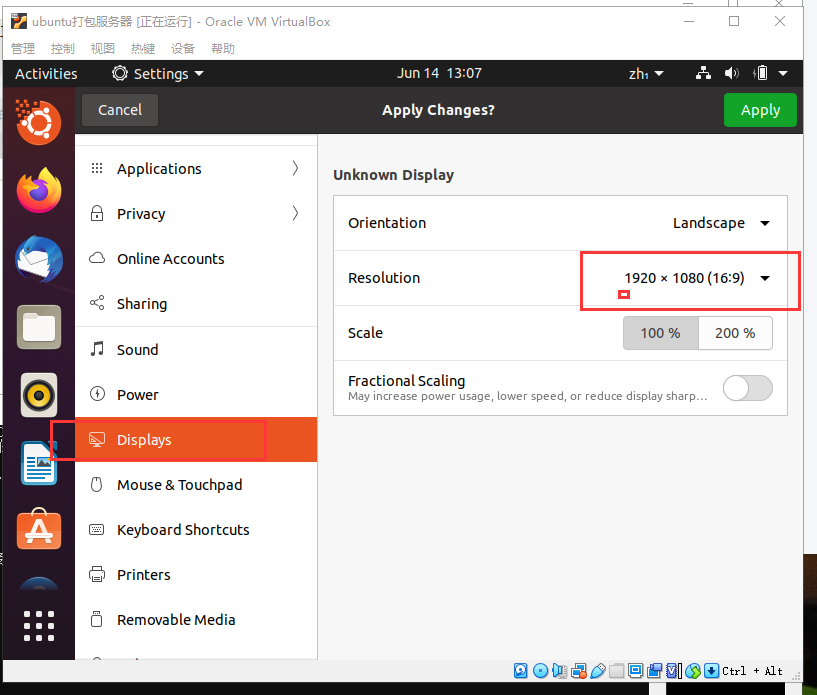 ubuntu打包服务器 [正在运行] - Oracle VM VirtualBox
管理 控制 视图 热键 设备 帮助
Activities Settings Jun 14 13:07 zh₁
Cancel Apply Changes? Apply
Applications
Privacy
Online Accounts
Sharing
Sound
Power
Displays
Mouse & Touchpad
Keyboard Shortcuts
Printers
Removable Media
Unknown Display
Orientation Landscape
Resolution 1920 × 1080 (16:9)
Scale 100 % 200 %
Fractional Scaling
May increase power usage, lower speed, or reduce display sharp…
Ctrl + Alt